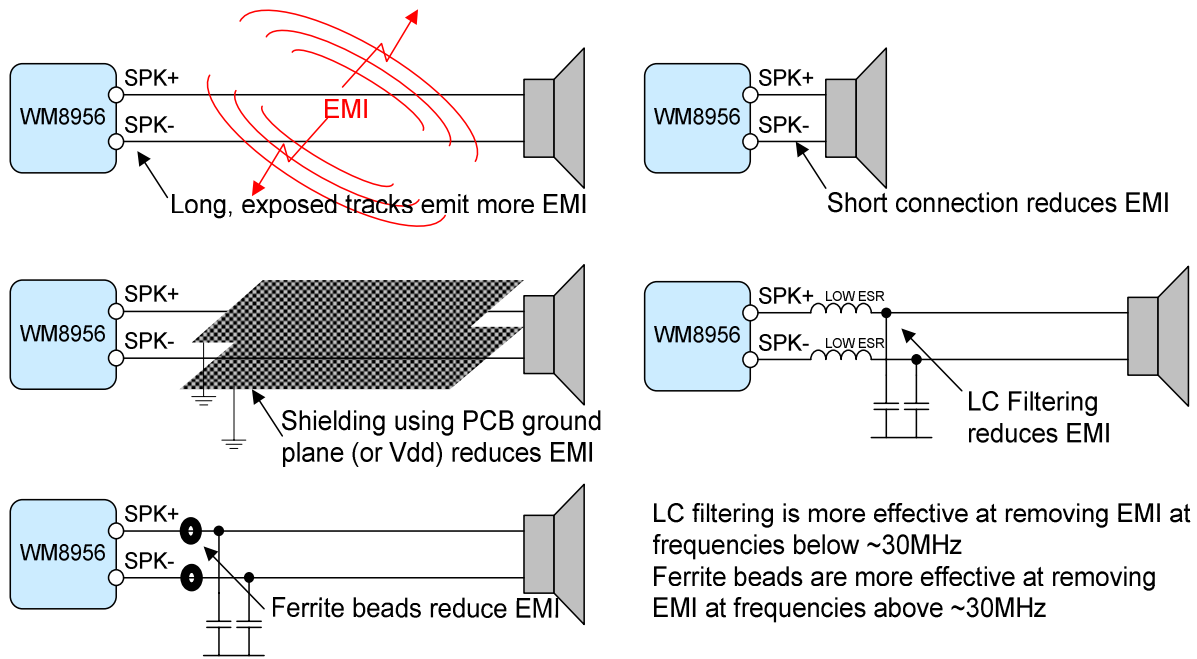 WM8956
SPK+
SPK-
EMI
Long, exposed tracks emit more EMI
WM8956
SPK+
SPK-
Short connection reduces EMI
WM8956
SPK+
SPK-
Shielding using PCB ground
plane (or Vdd) reduces EMI
WM8956
SPK+
SPK-
LOW ESR
LOW ESR
LC Filtering
reduces EMI
WM8956
SPK+
SPK-
Ferrite beads reduce EMI
LC filtering is more effective at removing EMI at
frequencies below ~30MHz
Ferrite beads are more effective at removing
EMI at frequencies above ~30MHz